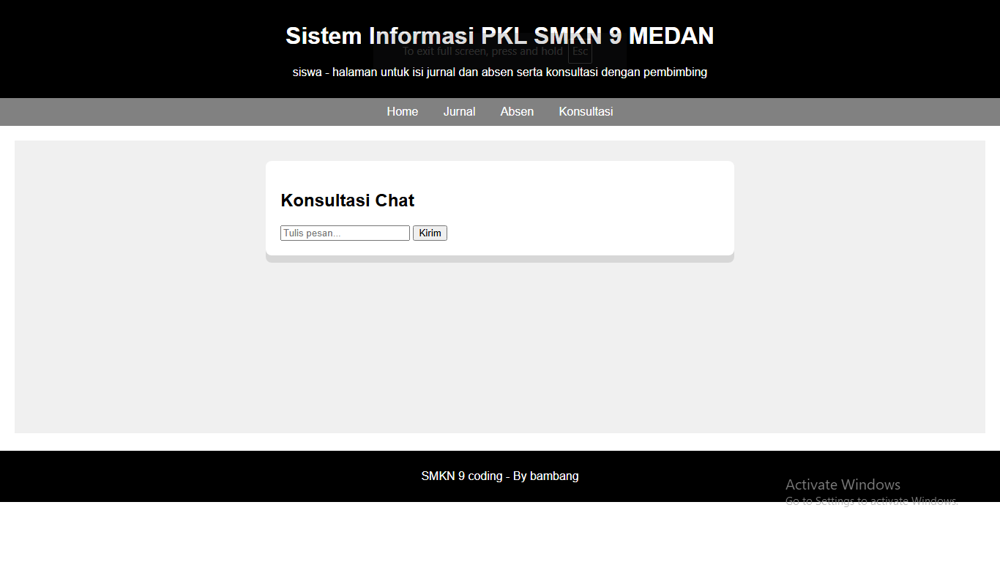 Sistem Informasi PKL SMKN 9 MEDAN
To exit full screen, press and hold Esc
siswa - halaman untuk isi jurnal dan absen serta konsultasi dengan pembimbing
Home Jurnal Absen Konsultasi
Konsultasi Chat
Tulis pesan... Kirim
SMKN 9 coding - By bambang
Activate Windows
Go to Settings to activate Windows.